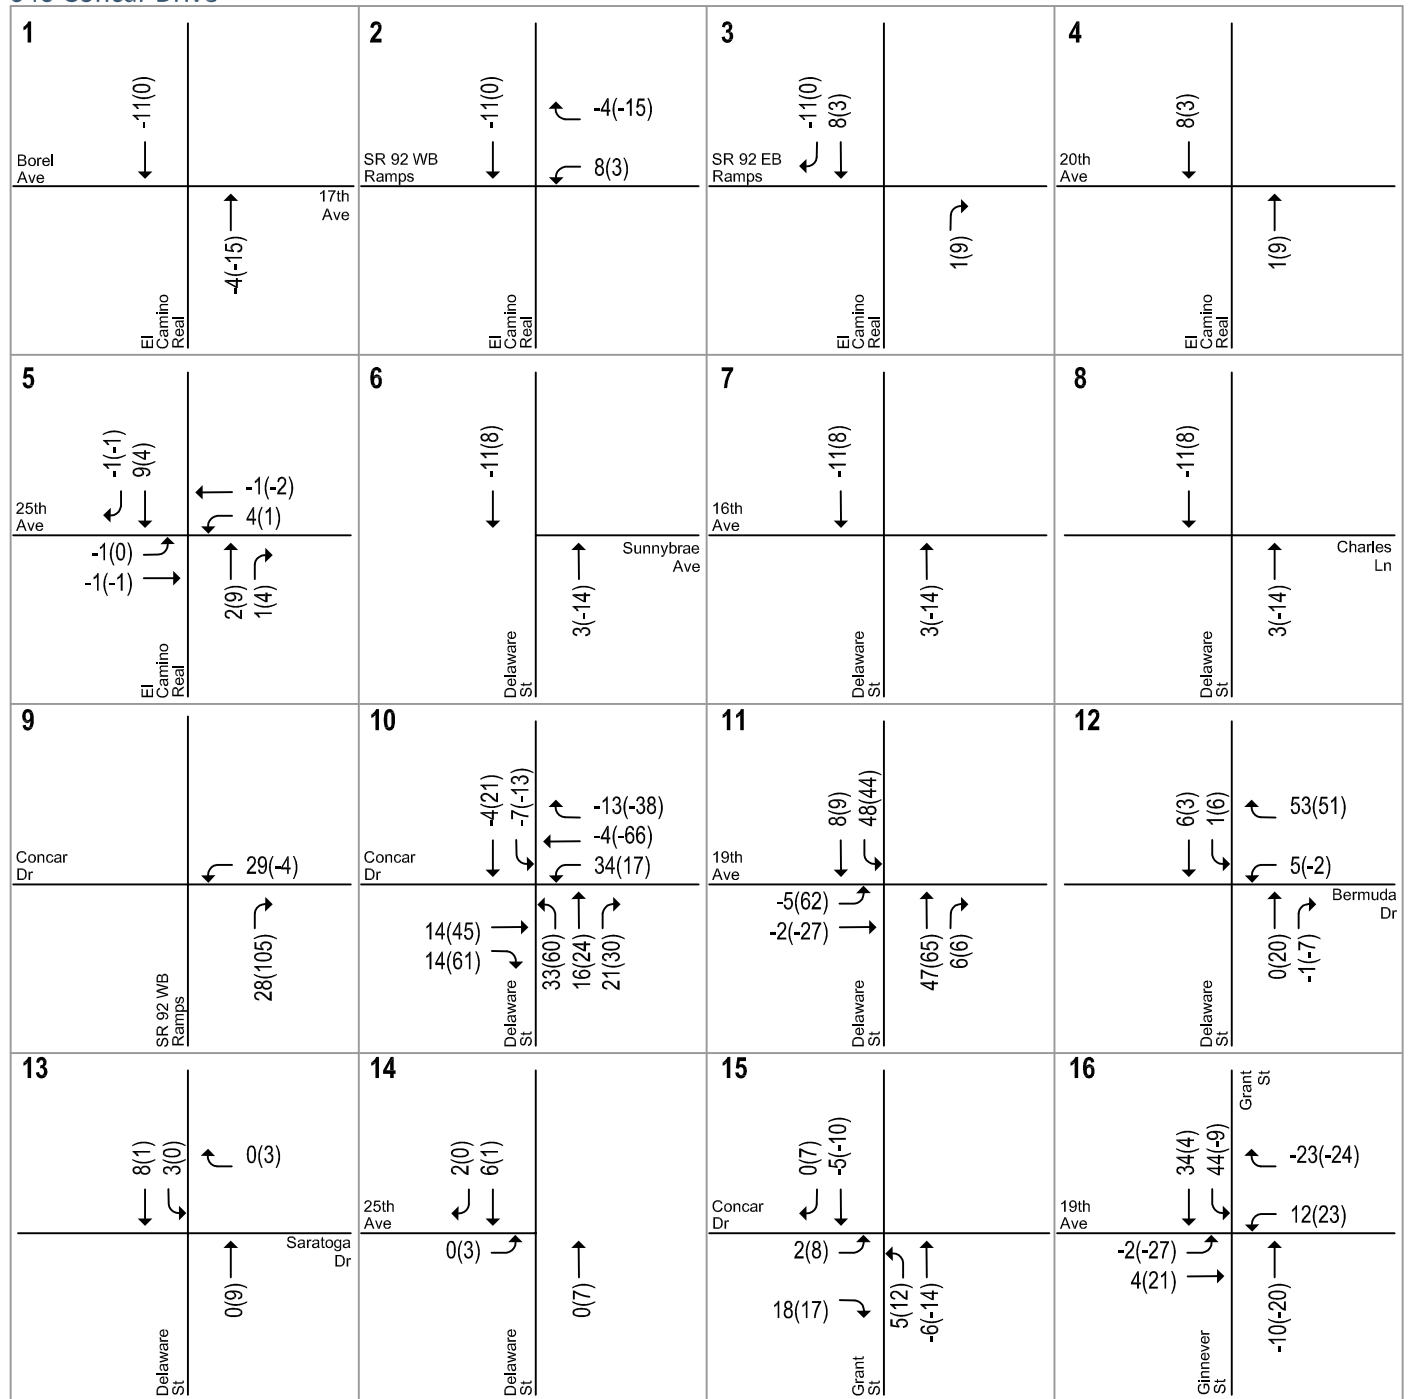 640 Concar Drive
1
-11(0)
Borel
Ave
17th
Ave
-4(-15)
El
Camino
Real
2
-11(0)
-4(-15)
SR 92 WB
Ramps
8(3)
El
Camino
Real
3
-11(0)
8(3)
SR 92 EB
Ramps
1(9)
El
Camino
Real
4
8(3)
20th
Ave
1(9)
El
Camino
Real
5
-1(-1)
9(4)
-1(-2)
4(1)
25th
Ave
-1(0)
-1(-1)
2(9)
1(4)
El
Camino
Real
6
-11(8)
Sunnybrae
Ave
3(-14)
Delaware
St
7
-11(8)
16th
Ave
3(-14)
Delaware
St
8
-11(8)
Charles
Ln
3(-14)
Delaware
St
9
Concar
Dr
29(-4)
28(105)
SR 92 WB
Ramps
10
-4(21)
-7(-13)
-13(-38)
-4(-66)
34(17)
Concar
Dr
14(45)
14(61)
33(60)
16(24)
21(30)
Delaware
St
11
8(9)
48(44)
19th
Ave
-5(62)
-2(-27)
47(65)
6(6)
Delaware
St
12
6(3)
1(6)
53(51)
5(-2)
Bermuda
Dr
0(20)
-1(-7)
Delaware
St
13
8(1)
3(0)
0(3)
Saratoga
Dr
0(9)
Delaware
St
14
2(0)
6(1)
25th
Ave
0(3)
0(7)
Delaware
St
15
0(7)
-5(-10)
Concar
Dr
2(8)
18(17)
5(12)
-6(-14)
Grant
St
16
Grant
St
34(4)
44(-9)
-23(-24)
12(23)
19th
Ave
-2(-27)
4(21)
-10(-20)
Ginnever
St